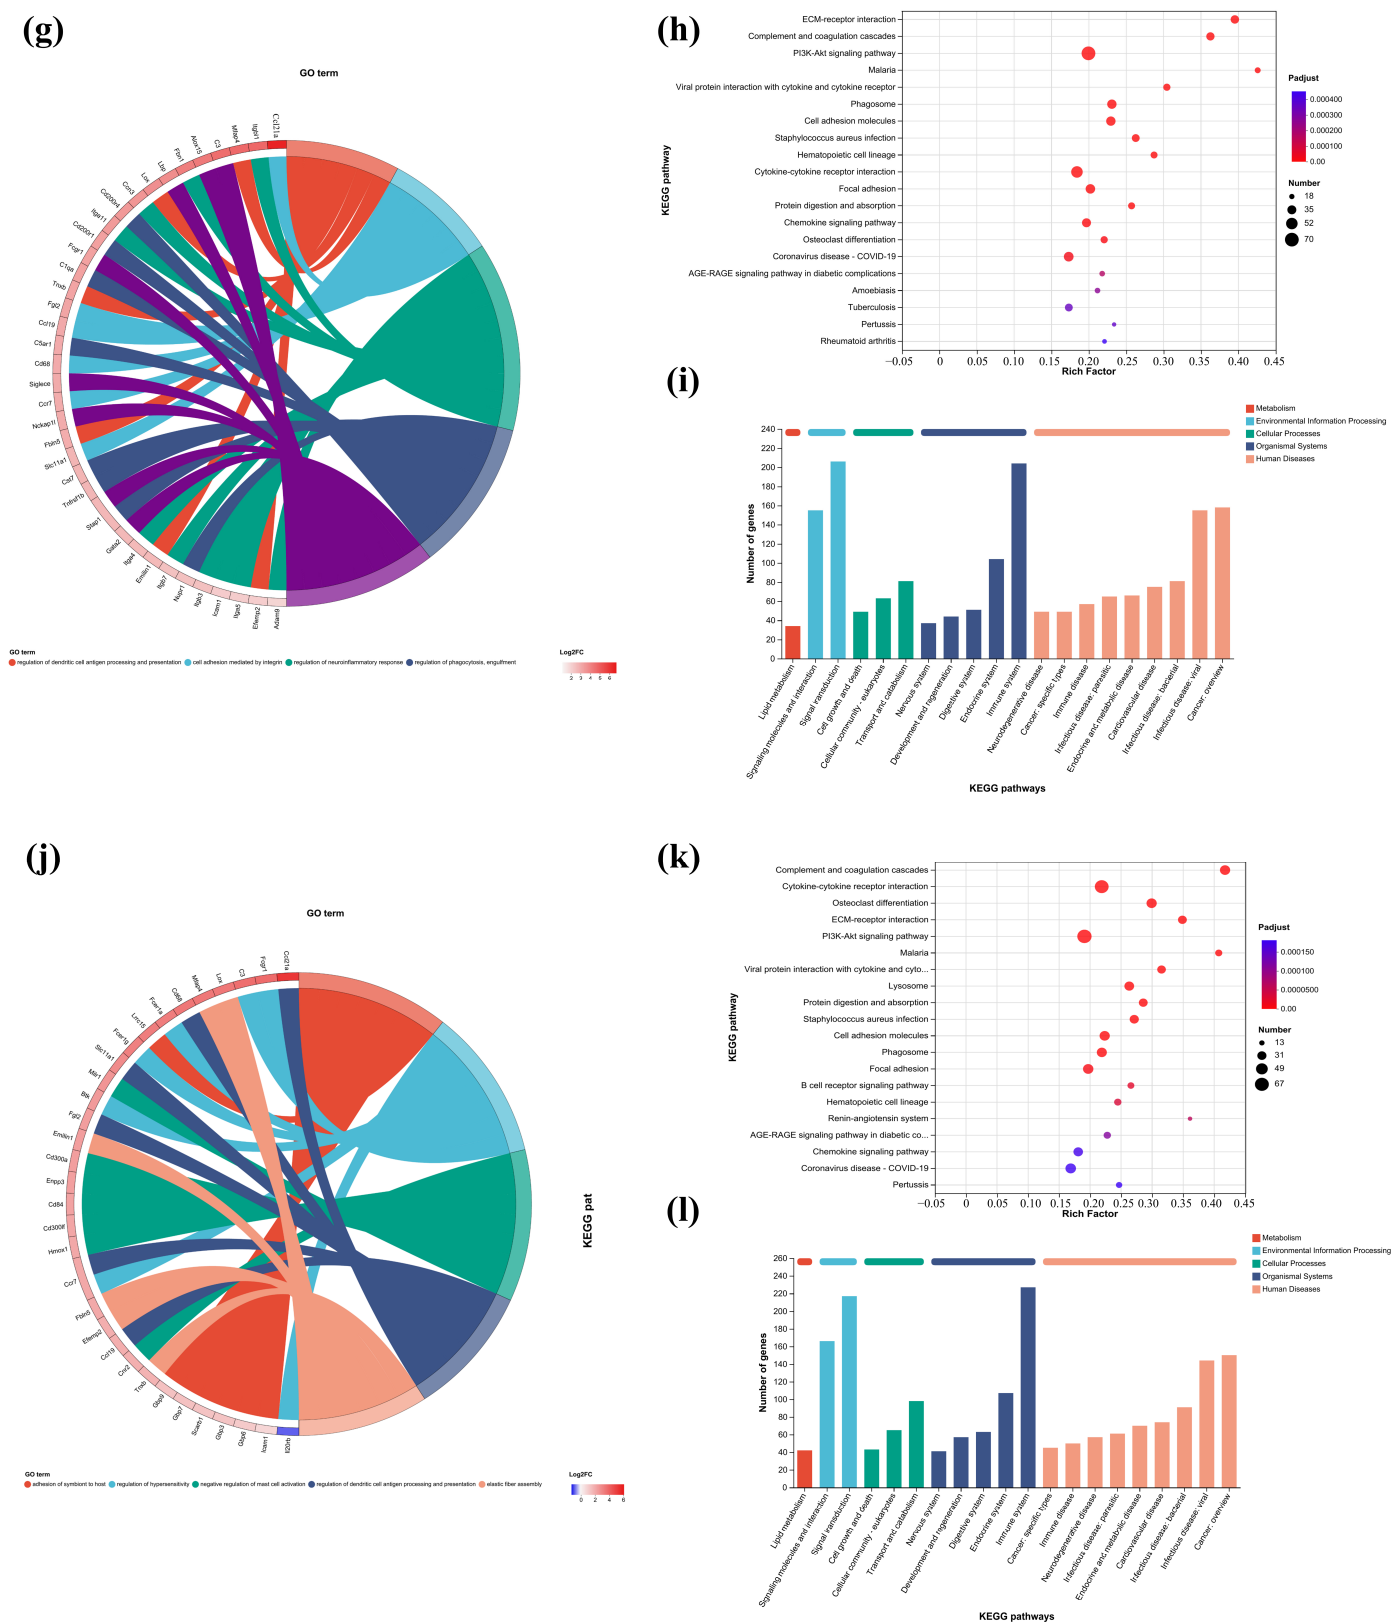 (g)
GO term
Ccl21a
Itgbl1
Mfap4
C3
Alox15
Fbn1
Lbp
Lox
Ccn3
Cd200r4
Itga11
Cd200r1
Fcgr1
C1qa
Tnxb
Fgl2
Ccl19
C5ar1
Cd68
Siglece
Ccr7
Nckap1l
Fbln5
Slc11a1
Cst7
Tnfrsf1b
Stap1
Gata2
Itga4
Emilin1
Itgb7
Nupr1
Itgb3
Icam1
Itga5
Efemp2
Adam9
GO term
regulation of dendritic cell antigen processing and presentation
cell adhesion mediated by integrin
regulation of neuroinflammatory response
regulation of phagocytosis, engulfment
Log2FC
2 3 5 6
(h)
KEGG pathway
ECM-receptor interaction
Complement and coagulation cascades
PI3K-Akt signaling pathway
Malaria
Viral protein interaction with cytokine and cytokine receptor
Phagosome
Cell adhesion molecules
Staphylococcus aureus infection
Hematopoietic cell lineage
Cytokine-cytokine receptor interaction
Focal adhesion
Protein digestion and absorption
Chemokine signaling pathway
Osteoclast differentiation
Coronavirus disease - COVID-19
AGE-RAGE signaling pathway in diabetic complications
Amoebiasis
Tuberculosis
Pertussis
Rheumatoid arthritis
−0.05 0 0.05 0.10 0.15 0.20 0.25 0.30 0.35 0.40 0.45
Rich Factor
Padjust
0.000400
0.000300
0.000200
0.000100
0.00
Number
18
35
52
70
(i)
Metabolism
Environmental Information Processing
Cellular Processes
Organismal Systems
Human Diseases
Number of genes
240
220
200
180
160
140
120
100
80
60
40
20
0
Lipid metabolism
Signaling molecules and interaction
Signal transduction
Cell growth and death
Cellular community - eukaryotes
Transport and catabolism
Nervous system
Development and regeneration
Digestive system
Endocrine system
Immune system
Neurodegenerative disease
Cancer: specific types
Immune disease
Infectious disease: parasitic
Endocrine and metabolic disease
Cardiovascular disease
Infectious disease: bacterial
Infectious disease: viral
Cancer: overview
KEGG pathways
(j)
GO term
Ccl21a
Fcgr1
C3
Lox
Mfap4
Cd68
Fcer1a
Lrrc15
Fcer1g
Slc11a1
Milr1
Btk
Fgl2
Emilin1
Cd300a
Enpp3
Cd84
Cd300lf
Hmox1
Ccr7
Fbln5
Efemp2
Ccl19
Cnr2
Tnxb
Gbp9
Gbp7
Scarb1
Gbp3
Gbp6
Icam1
Il20rb
KEGG pat
GO term
adhesion of symbiont to host
regulation of hypersensitivity
negative regulation of mast cell activation
regulation of dendritic cell antigen processing and presentation
elastic fiber assembly
Log2FC
0 2 4 6
(k)
KEGG pathway
Complement and coagulation cascades
Cytokine-cytokine receptor interaction
Osteoclast differentiation
ECM-receptor interaction
PI3K-Akt signaling pathway
Malaria
Viral protein interaction with cytokine and cyto...
Lysosome
Protein digestion and absorption
Staphylococcus aureus infection
Cell adhesion molecules
Phagosome
Focal adhesion
B cell receptor signaling pathway
Hematopoietic cell lineage
Renin-angiotensin system
AGE-RAGE signaling pathway in diabetic co...
Chemokine signaling pathway
Coronavirus disease - COVID-19
Pertussis
−0.05 0 0.05 0.10 0.15 0.20 0.25 0.30 0.35 0.40 0.45
Rich Factor
Padjust
0.000150
0.000100
0.0000500
0.00
Number
13
31
49
67
(l)
Metabolism
Environmental Information Processing
Cellular Processes
Organismal Systems
Human Diseases
Number of genes
260
240
220
200
180
160
140
120
100
80
60
40
20
0
Lipid metabolism
Signaling molecules and interaction
Signal transduction
Cell growth and death
Cellular community - eukaryotes
Transport and catabolism
Nervous system
Development and regeneration
Digestive system
Endocrine system
Immune system
Cancer: specific types
Immune disease
Neurodegenerative disease
Infectious disease: parasitic
Endocrine and metabolic disease
Cardiovascular disease
Infectious disease: bacterial
Infectious disease: viral
Cancer: overview
KEGG pathways